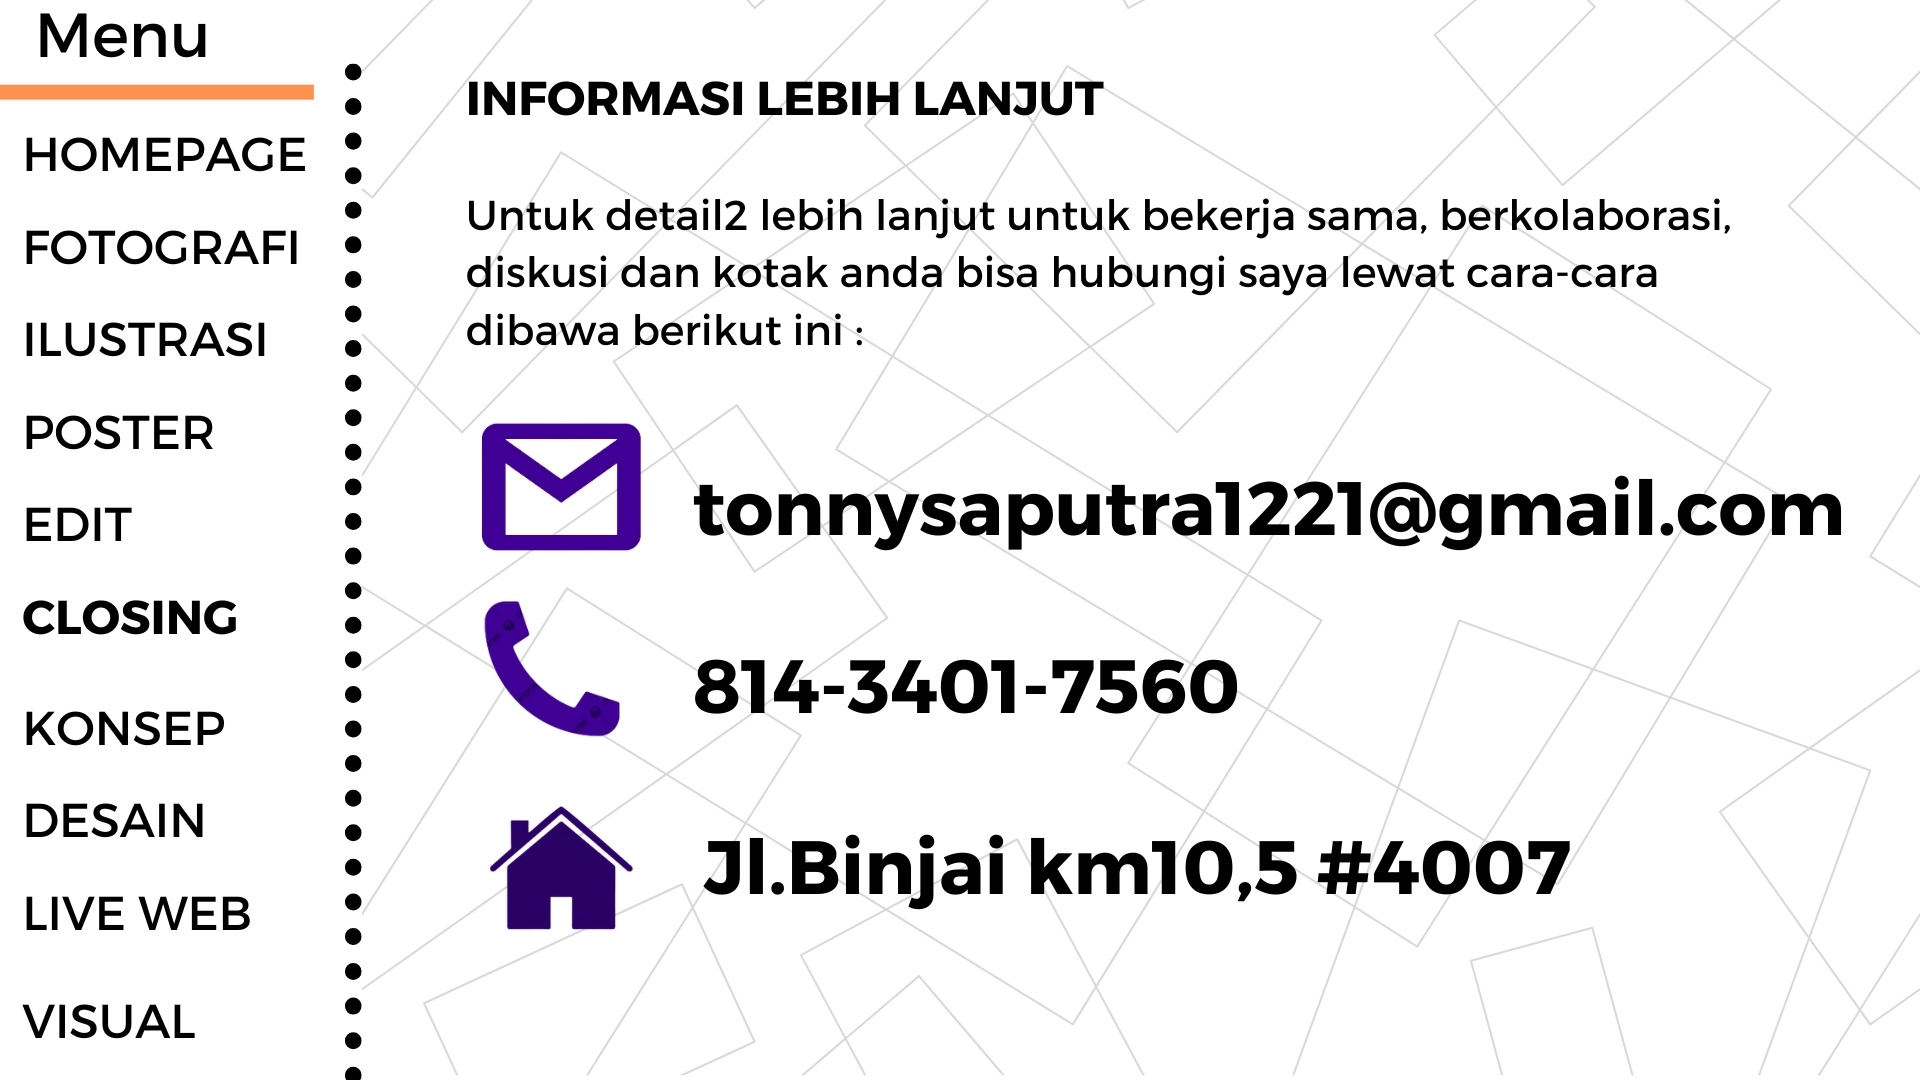 Menu
HOMEPAGE
FOTOGRAFI
ILUSTRASI
POSTER
EDIT
CLOSING
KONSEP
DESAIN
LIVE WEB
VISUAL
INFORMASI LEBIH LANJUT
Untuk detail2 lebih lanjut untuk bekerja sama, berkolaborasi,
diskusi dan kotak anda bisa hubungi saya lewat cara-cara
dibawa berikut ini :
tonnysaputra1221@gmail.com
814-3401-7560
Jl.Binjai km10,5 #4007